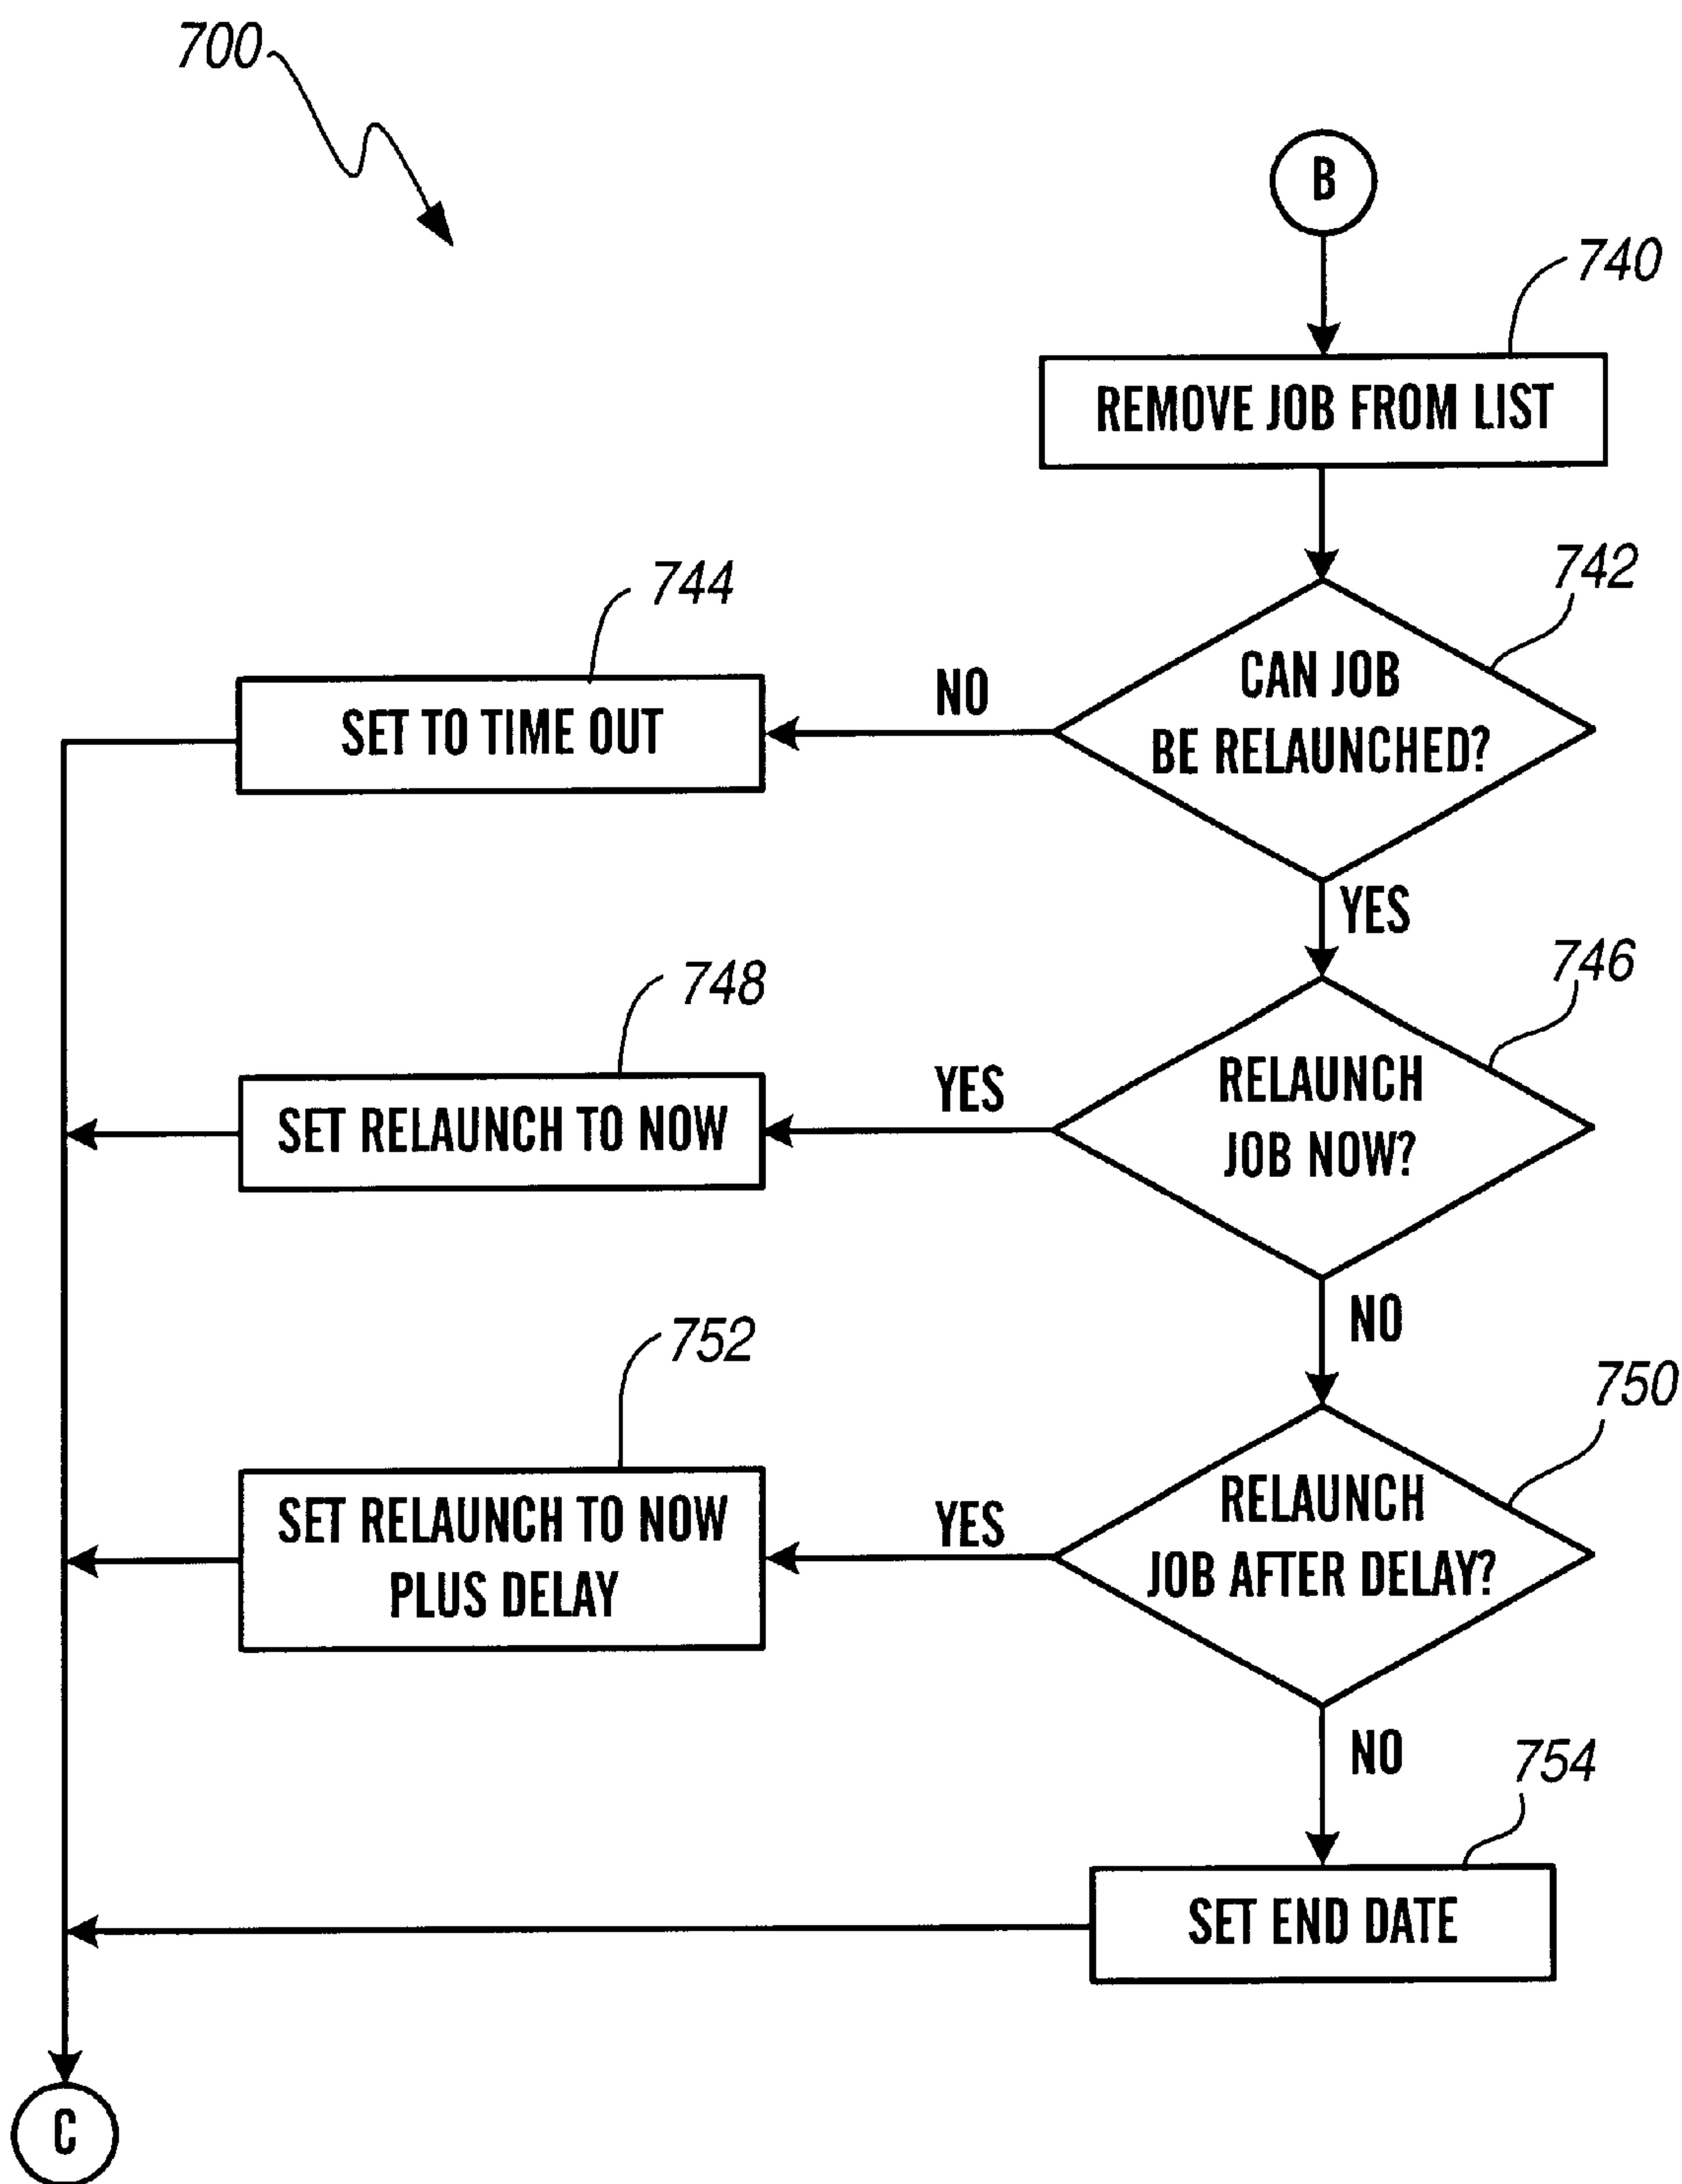 700
B
740
REMOVE JOB FROM LIST
742
744
CAN JOB
BE RELAUNCHED?
NO
SET TO TIME OUT
YES
746
748
RELAUNCH
JOB NOW?
YES
SET RELAUNCH TO NOW
NO
750
752
RELAUNCH
JOB AFTER DELAY?
YES
SET RELAUNCH TO NOW
PLUS DELAY
NO
754
SET END DATE
C